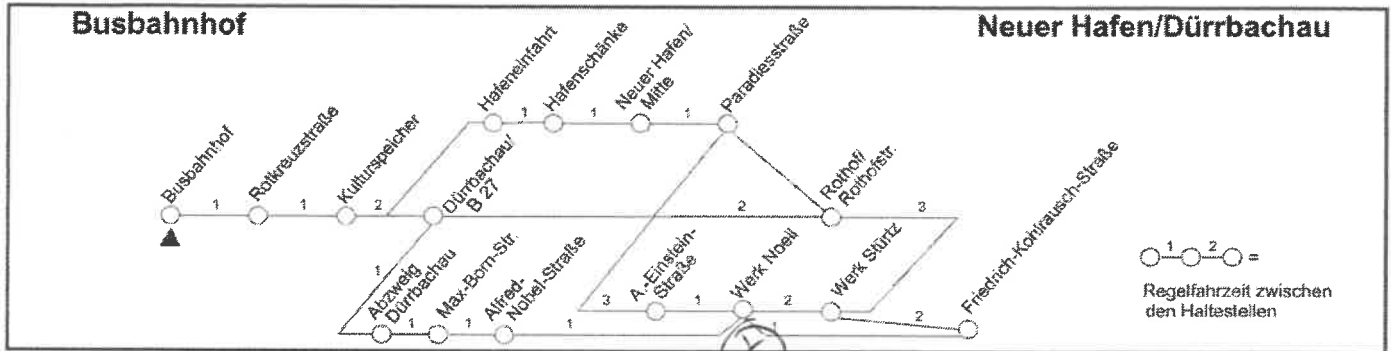 Busbahnhof
Neuer Hafen/Dürrbachau
Busbahnhof
Rotkreuzstraße
Kulturspeicher
Dürrbachau/
B 27
Hafeneinfahrt
Hafenschänke
Neuer Hafen/
Mitte
Paradiesstraße
Rothof/
Rothofstr.
Abzweig
Dürrbachau
Max-Born-Str.
Alfred-
Nobel-Straße
A.-Einstein-
Straße
Werk Noell
Werk Stürtz
Friedrich-Kohlrausch-Straße
1
1
2
1
1
1
2
3
1
1
1
1
3
1
2
1
2
1 2 =
Regelfahrzeit zwischen
den Haltestellen